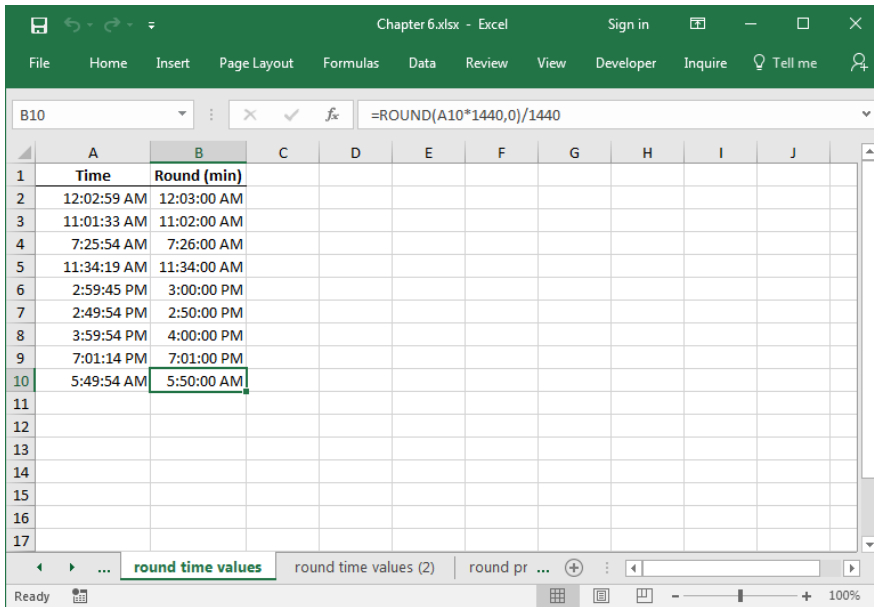 Chapter 6.xlsx - Excel Sign in
File Home Insert Page Layout Formulas Data Review View Developer Inquire Tell me
B10 fx =ROUND(A10*1440,0)/1440
A B C D E F G H I J
1 Time Round (min)
2 12:02:59 AM 12:03:00 AM
3 11:01:33 AM 11:02:00 AM
4 7:25:54 AM 7:26:00 AM
5 11:34:19 AM 11:34:00 AM
6 2:59:45 PM 3:00:00 PM
7 2:49:54 PM 2:50:00 PM
8 3:59:54 PM 4:00:00 PM
9 7:01:14 PM 7:01:00 PM
10 5:49:54 AM 5:50:00 AM
11
12
13
14
15
16
17
... round time values round time values (2) round pr ...
Ready 100%